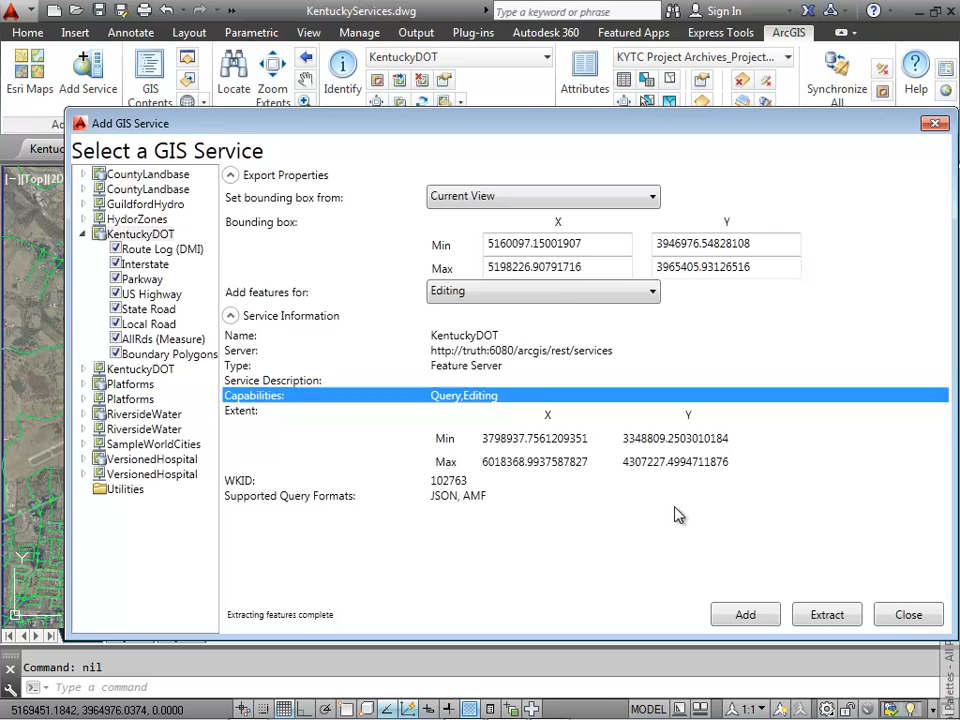 KentuckyServices.dwg
Type a keyword or phrase
Sign In
Home Insert Annotate Layout Parametric View Manage Output Plug-ins Autodesk 360 Featured Apps Express Tools ArcGIS
KentuckyDOT
KYTC Project Archives_Project...
Esri Maps Add Service GIS Contents Locate Zoom Extents Identify Attributes Synchronize All Help
Add GIS Service
Select a GIS Service
CountyLandbase
CountyLandbase
GuildfordHydro
HydorZones
KentuckyDOT
Route Log (DMI)
Interstate
Parkway
US Highway
State Road
Local Road
AllRds (Measure)
Boundary Polygons
KentuckyDOT
Platforms
Platforms
RiversideWater
RiversideWater
SampleWorldCities
VersionedHospital
VersionedHospital
Utilities
Export Properties
Set bounding box from: Current View
Bounding box: X Y
Min 5160097.15001907 3946976.54828108
Max 5198226.90791716 3965405.93126516
Add features for: Editing
Service Information
Name: KentuckyDOT
Server: http://truth:6080/arcgis/rest/services
Type: Feature Server
Service Description:
Capabilities: Query,Editing
Extent: X Y
Min 3798937.7561209351 3348809.2503010184
Max 6018368.9937587827 4307227.4994711876
WKID: 102763
Supported Query Formats: JSON, AMF
Extracting features complete
Add Extract Close
Command: nil
Type a command
5169451.1842, 3964976.0374, 0.0000
MODEL
1:1